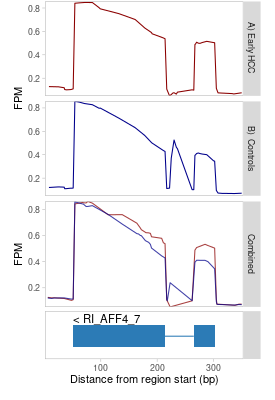 0.8
0.6
0.4
0.2
A) Early HCC
FPM
0.8
0.6
0.4
0.2
B) Controls
0.8
0.6
0.4
0.2
FPM
Combined
< RI_AFF4_7
100
200
300
Distance from region start (bp)